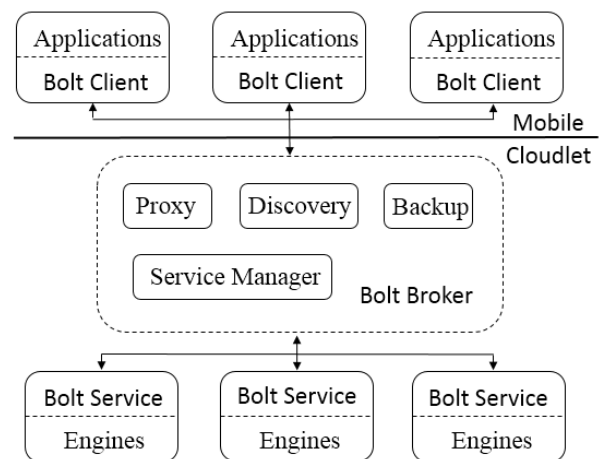 Applications Applications Applications
Bolt Client Bolt Client Bolt Client
Mobile
Cloudlet
Proxy Discovery Backup
Service Manager
Bolt Broker
Bolt Service Bolt Service Bolt Service
Engines Engines Engines